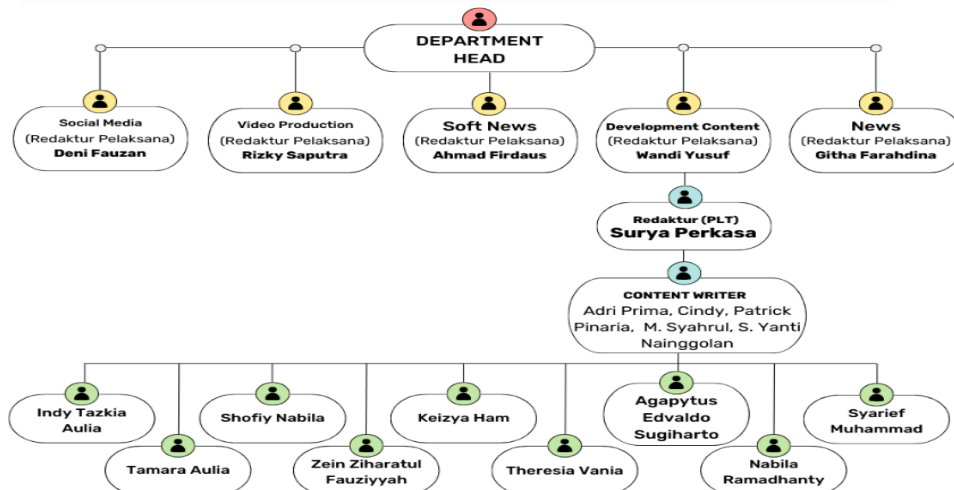 DEPARTMENT
HEAD
Social Media
(Redaktur Pelaksana)
Deni Fauzan
Video Production
(Redaktur Pelaksana)
Rizky Saputra
Soft News
(Redaktur Pelaksana)
Ahmad Firdaus
Development Content
(Redaktur Pelaksana)
Wandi Yusuf
News
(Redaktur Pelaksana)
Githa Farahdina
Redaktur (PLT)
Surya Perkasa
CONTENT WRITER
Adri Prima, Cindy, Patrick
Pinaria, M. Syahrul, S. Yanti
Nainggolan
Indy Tazkia
Aulia
Shofiy Nabila
Keizya Ham
Agapytus
Edvaldo
Sugiharto
Syarief
Muhammad
Tamara Aulia
Zein Ziharatul
Fauziyyah
Theresia Vania
Nabila
Ramadhanty